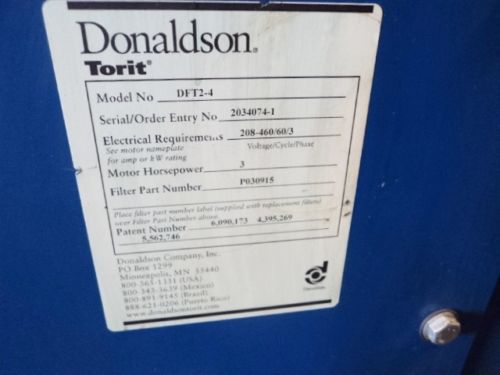 Donaldson®
Torit®
Model No DFT2-4
Serial/Order Entry No 2034074-1
Electrical Requirements 208-460/60/3
See motor nameplate Voltage/Cycle/Phase
for amp or kW rating
Motor Horsepower 3
Filter Part Number P030915
Place filter part number label (supplied with replacement filters)
over Filter Part Number above.
Patent Number 6,090,173 4,395,269
5,562,746
Donaldson Company, Inc.
PO Box 1299
Minneapolis, MN 55440
800-365-1331 (USA)
800-343-3639 (Mexico)
800-891-9145 (Brazil)
888-621-0206 (Puerto Rico)
www.donaldsontorit.com
Donaldson